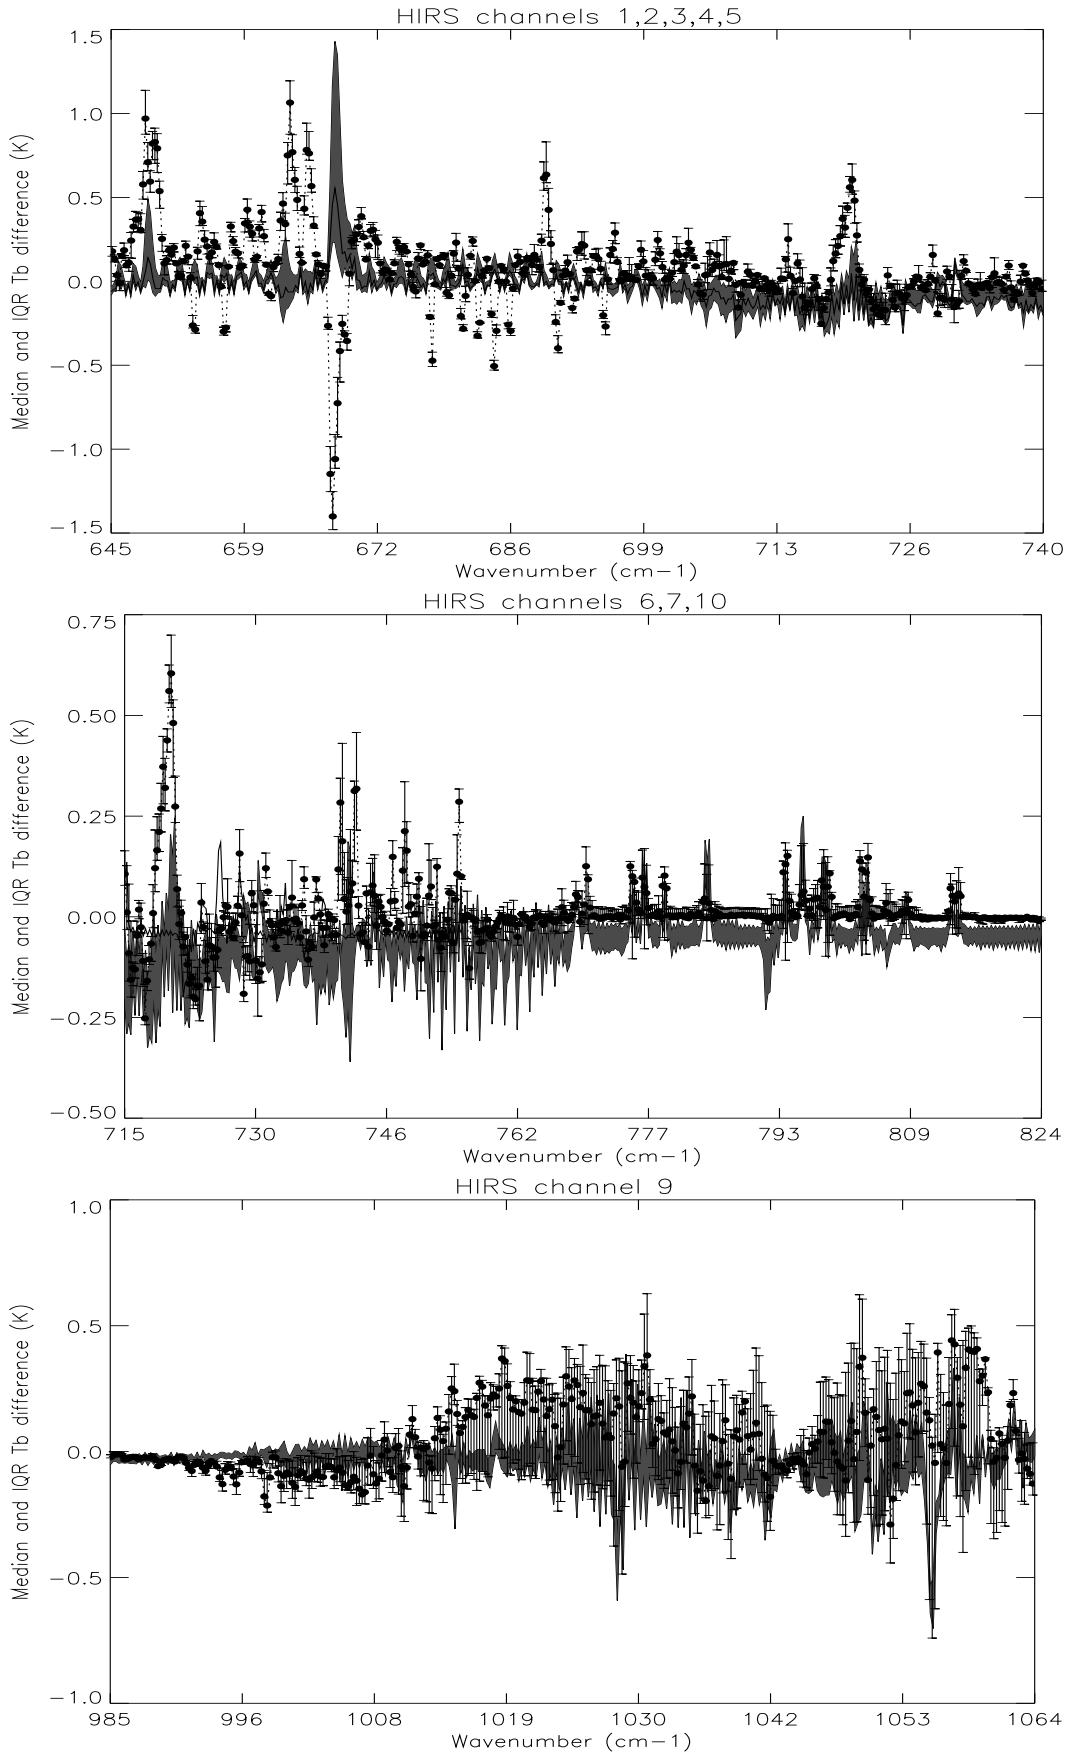 HIRS channels 1,2,3,4,5
Median and IQR Tb difference (K)
1.5
1.0
0.5
0.0
−0.5
−1.0
−1.5
645 659 672 686 699 713 726 740
Wavenumber (cm−1)
HIRS channels 6,7,10
Median and IQR Tb difference (K)
0.75
0.50
0.25
0.00
−0.25
−0.50
715 730 746 762 777 793 809 824
Wavenumber (cm−1)
HIRS channel 9
Median and IQR Tb difference (K)
1.0
0.5
0.0
−0.5
−1.0
985 996 1008 1019 1030 1042 1053 1064
Wavenumber (cm−1)